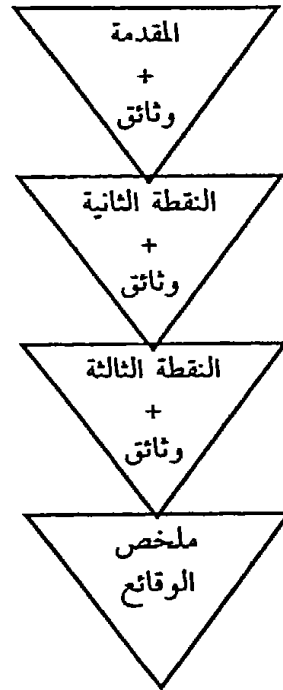 المقدمة
+
وثائق
النقطة الثانية
+
وثائق
النقطة الثالثة
+
وثائق
ملخص
الوقائع